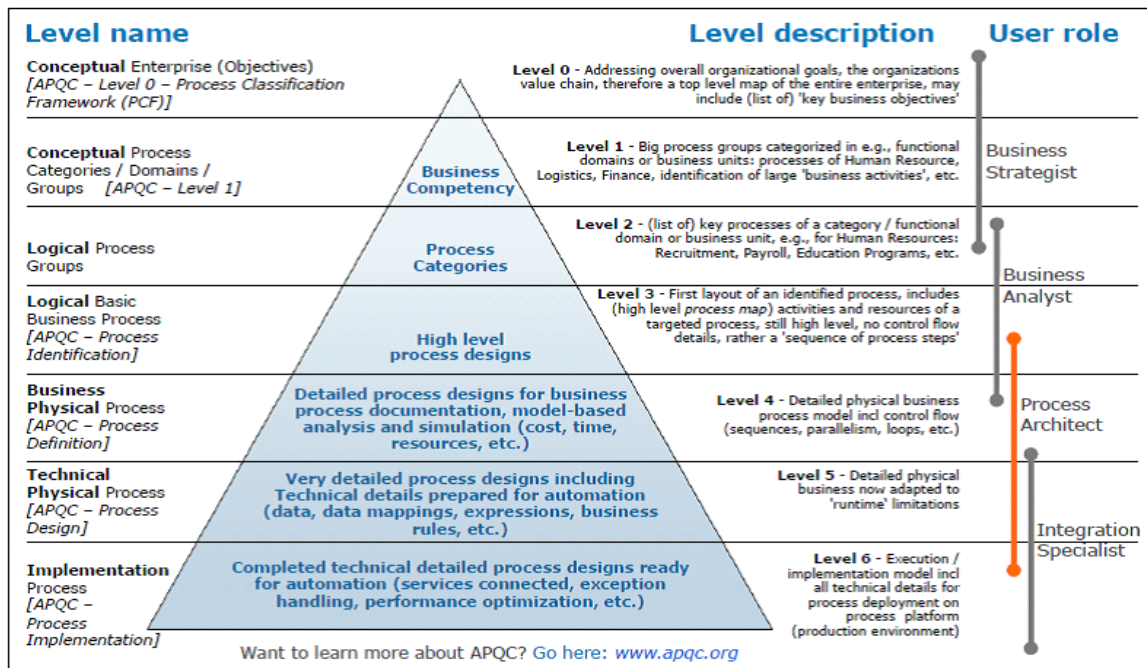 Level name
Level description
User role
Conceptual Enterprise (Objectives)
[APQC – Level 0 – Process Classification
Framework (PCF)]
Level 0 - Addressing overall organizational goals, the organizations
value chain, therefore a top level map of the entire enterprise, may
include (list of) 'key business objectives'
Conceptual Process
Categories / Domains /
Groups [APQC – Level 1]
Business
Competency
Level 1 - Big process groups categorized in e.g., functional
domains or business units: processes of Human Resource,
Logistics, Finance, identification of large 'business activities', etc.
Business
Strategist
Logical Process
Groups
Process
Categories
Level 2 - (list of) key processes of a category / functional
domain or business unit, e.g., for Human Resources:
Recruitment, Payroll, Education Programs, etc.
Business
Analyst
Logical Basic
Business Process
[APQC – Process
Identification]
High level
process designs
Level 3 - First layout of an identified process, includes
(high level process map) activities and resources of a
targeted process, still high level, no control flow
details, rather a 'sequence of process steps'
Business
Physical Process
[APQC – Process
Definition]
Detailed process designs for business
process documentation, model-based
analysis and simulation (cost, time,
resources, etc.)
Level 4 - Detailed physical business
process model incl control flow
(sequences, parallelism, loops, etc.)
Process
Architect
Technical
Physical Process
[APQC – Process
Design]
Very detailed process designs including
Technical details prepared for automation
(data, data mappings, expressions, business
rules, etc.)
Level 5 - Detailed physical
business now adapted to
'runtime' limitations
Integration
Specialist
Implementation
Process
[APQC –
Process
Implementation]
Completed technical detailed process designs ready
for automation (services connected, exception
handling, performance optimization, etc.)
Level 6 - Execution /
implementation model incl
all technical details for
process deployment on
process platform
(production environment)
Want to learn more about APQC? Go here: www.apqc.org